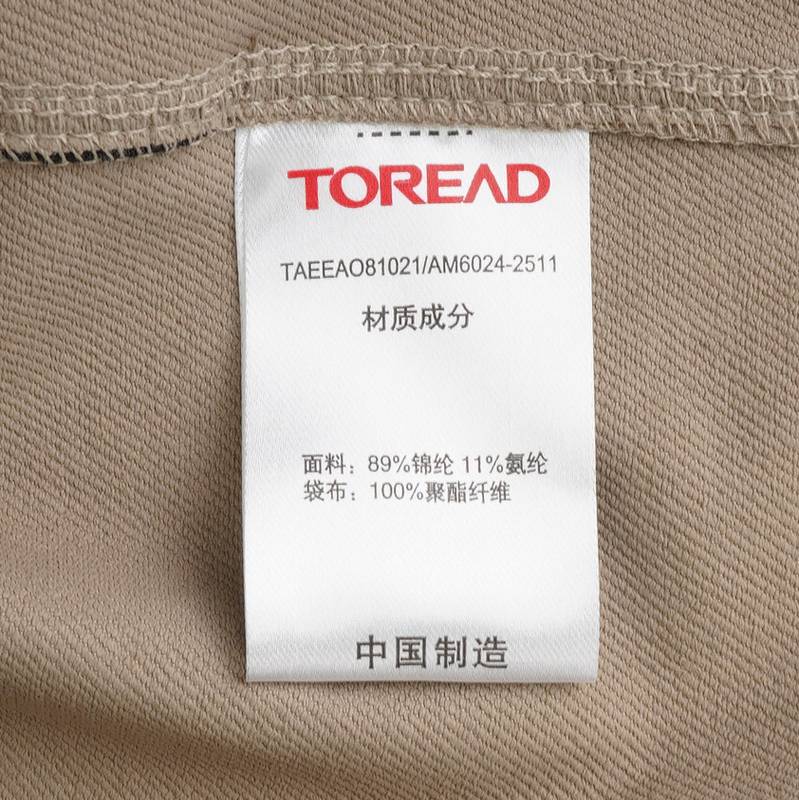 TOREAD
TAEEAO81021/AM6024-2511
材质成分
面料：89%锦纶 11%氨纶
袋布：100%聚酯纤维
中国制造